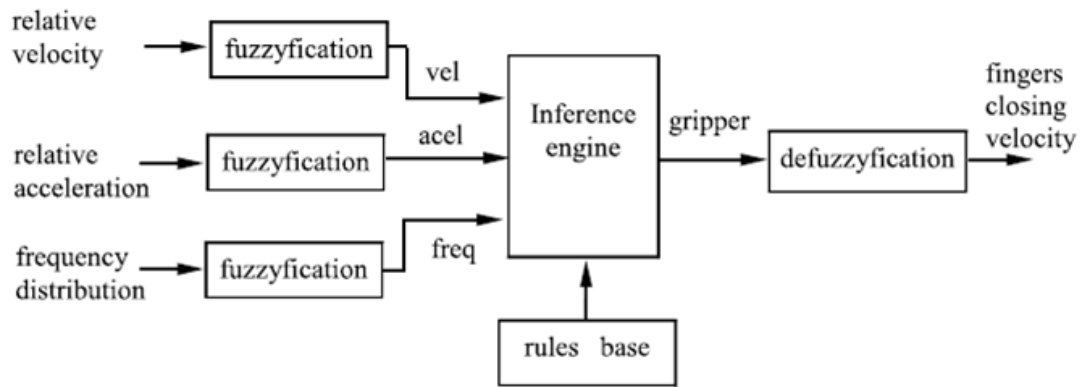 relative
velocity
fuzzyfication
vel
relative
acceleration
fuzzyfication
acel
frequency
distribution
fuzzyfication
freq
Inference
engine
rules base
gripper
defuzzyfication
fingers
closing
velocity